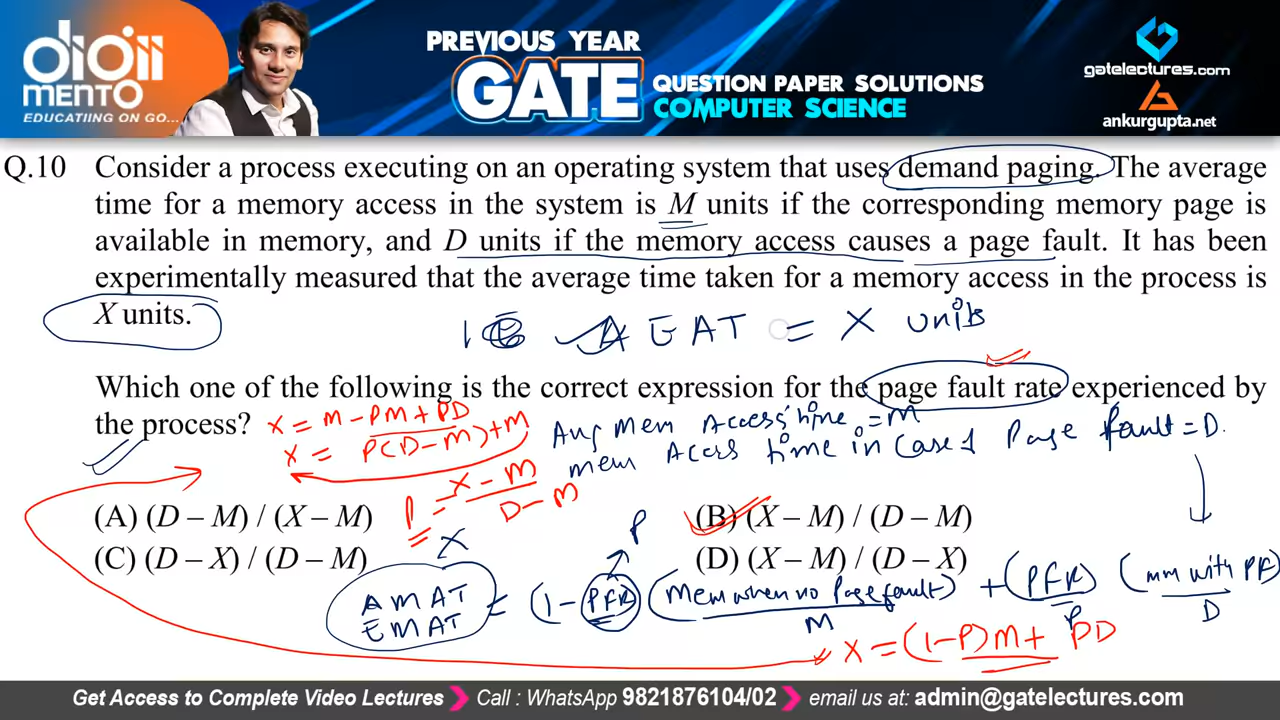 digii
mento
EDUCATIING ON GO...
PREVIOUS YEAR
GATE
QUESTION PAPER SOLUTIONS
COMPUTER SCIENCE
gatelectures.com
ankurgupta.net
Q.10 Consider a process executing on an operating system that uses demand paging. The average
time for a memory access in the system is M units if the corresponding memory page is
available in memory, and D units if the memory access causes a page fault. It has been
experimentally measured that the average time taken for a memory access in the process is
X units.
EAT = X units
Which one of the following is the correct expression for the page fault rate experienced by
the process?
X = M - PM + PD
X = P(D-M)+M
P = X-M / D-M
Avg Mem Access time = M
mem Access time in case of Page fault = D.
(A) (D – M) / (X – M)
(B) (X – M) / (D – M)
(C) (D – X) / (D – M)
(D) (X – M) / (D – X)
X
P
AMAT
EMAT
= (1 - PFR) (Mem when no Page fault) + (PFR) (mm with PF)
M
P
D
X = (1-P)M + PD
Get Access to Complete Video Lectures
Call : WhatsApp 9821876104/02
email us at: admin@gatelectures.com